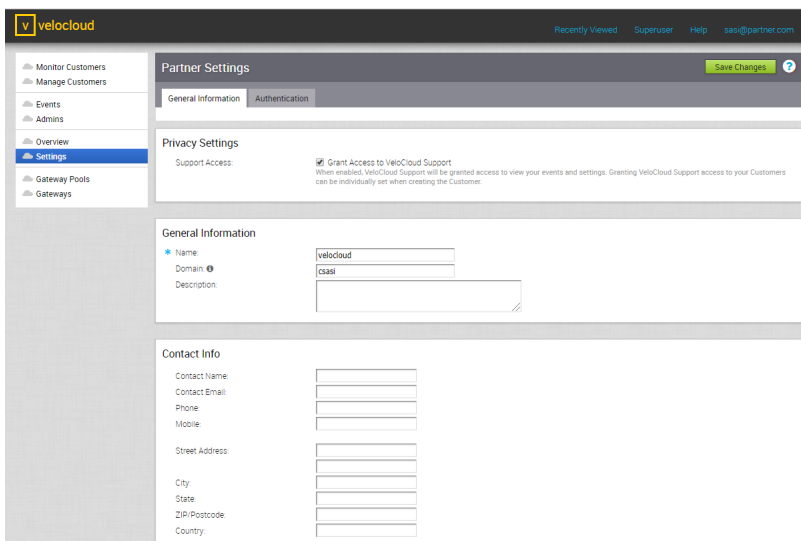 v velocloud
Recently Viewed Superuser Help sasi@partner.com
Monitor Customers
Manage Customers
Events
Admins
Overview
Settings
Gateway Pools
Gateways
Partner Settings
Save Changes ?
General Information Authentication
Privacy Settings
Support Access: Grant Access to VeloCloud Support
When enabled, VeloCloud Support will be granted access to view your events and settings. Granting VeloCloud Support access to your Customers
can be individually set when creating the Customer.
General Information
* Name: velocloud
Domain: csasi
Description:
Contact Info
Contact Name:
Contact Email:
Phone:
Mobile:
Street Address:
City:
State:
ZIP/Postcode:
Country: